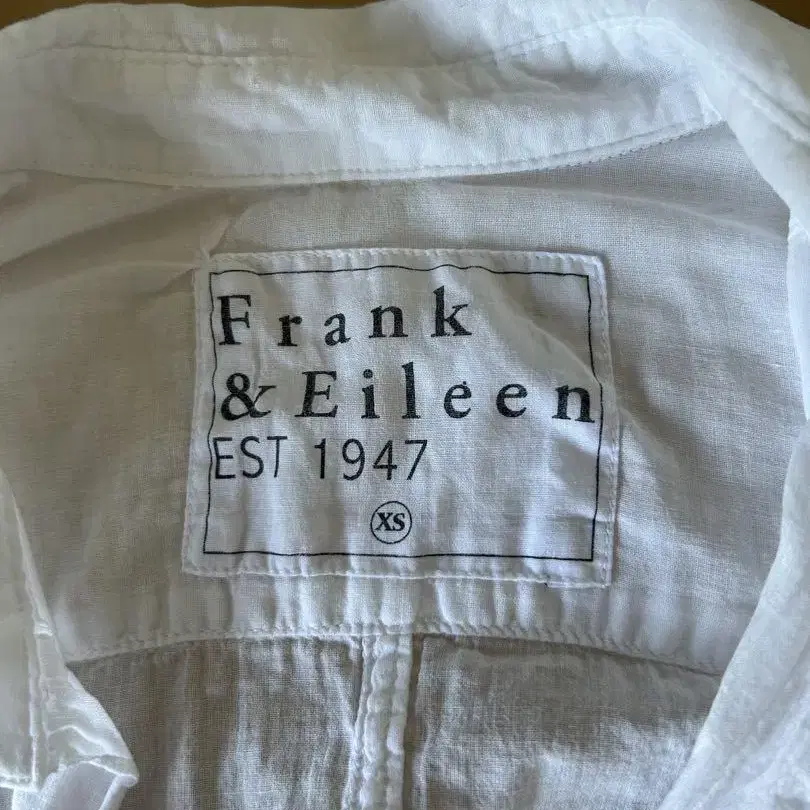 Frank
& Eileen
EST 1947
XS